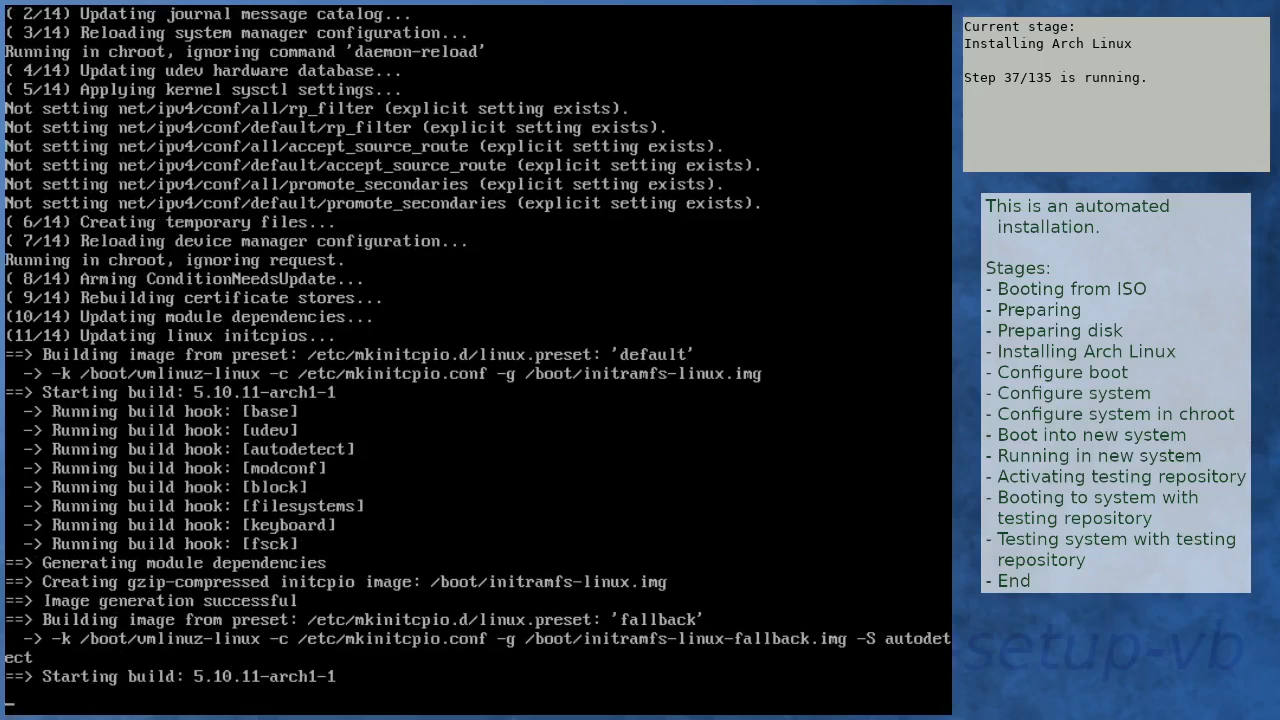 ( 2/14) Updating journal message catalog...
( 3/14) Reloading system manager configuration...
Running in chroot, ignoring command 'daemon-reload'
( 4/14) Updating udev hardware database...
( 5/14) Applying kernel sysctl settings...
Not setting net/ipv4/conf/all/rp_filter (explicit setting exists).
Not setting net/ipv4/conf/default/rp_filter (explicit setting exists).
Not setting net/ipv4/conf/all/accept_source_route (explicit setting exists).
Not setting net/ipv4/conf/default/accept_source_route (explicit setting exists).
Not setting net/ipv4/conf/all/promote_secondaries (explicit setting exists).
Not setting net/ipv4/conf/default/promote_secondaries (explicit setting exists).
( 6/14) Creating temporary files...
( 7/14) Reloading device manager configuration...
Running in chroot, ignoring request.
( 8/14) Arming ConditionNeedsUpdate...
( 9/14) Rebuilding certificate stores...
(10/14) Updating module dependencies...
(11/14) Updating linux initcpios...
==> Building image from preset: /etc/mkinitcpio.d/linux.preset: 'default'
  -> -k /boot/vmlinuz-linux -c /etc/mkinitcpio.conf -g /boot/initramfs-linux.img
==> Starting build: 5.10.11-arch1-1
  -> Running build hook: [base]
  -> Running build hook: [udev]
  -> Running build hook: [autodetect]
  -> Running build hook: [modconf]
  -> Running build hook: [block]
  -> Running build hook: [filesystems]
  -> Running build hook: [keyboard]
  -> Running build hook: [fsck]
==> Generating module dependencies
==> Creating gzip-compressed initcpio image: /boot/initramfs-linux.img
==> Image generation successful
==> Building image from preset: /etc/mkinitcpio.d/linux.preset: 'fallback'
  -> -k /boot/vmlinuz-linux -c /etc/mkinitcpio.conf -g /boot/initramfs-linux-fallback.img -S autodet
ect
==> Starting build: 5.10.11-arch1-1
_
Current stage:
Installing Arch Linux
Step 37/135 is running.
This is an automated
installation.
Stages:
- Booting from ISO
- Preparing
- Preparing disk
- Installing Arch Linux
- Configure boot
- Configure system
- Configure system in chroot
- Boot into new system
- Running in new system
- Activating testing repository
- Booting to system with
testing repository
- Testing system with testing
repository
- End
setup-vb